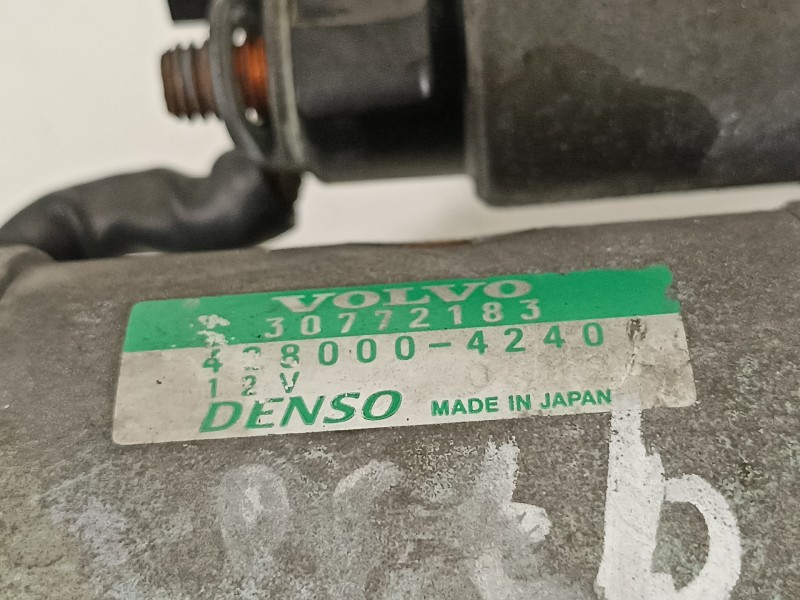 VOLVO
30772183
428000-4240
12V
DENSO MADE IN JAPAN